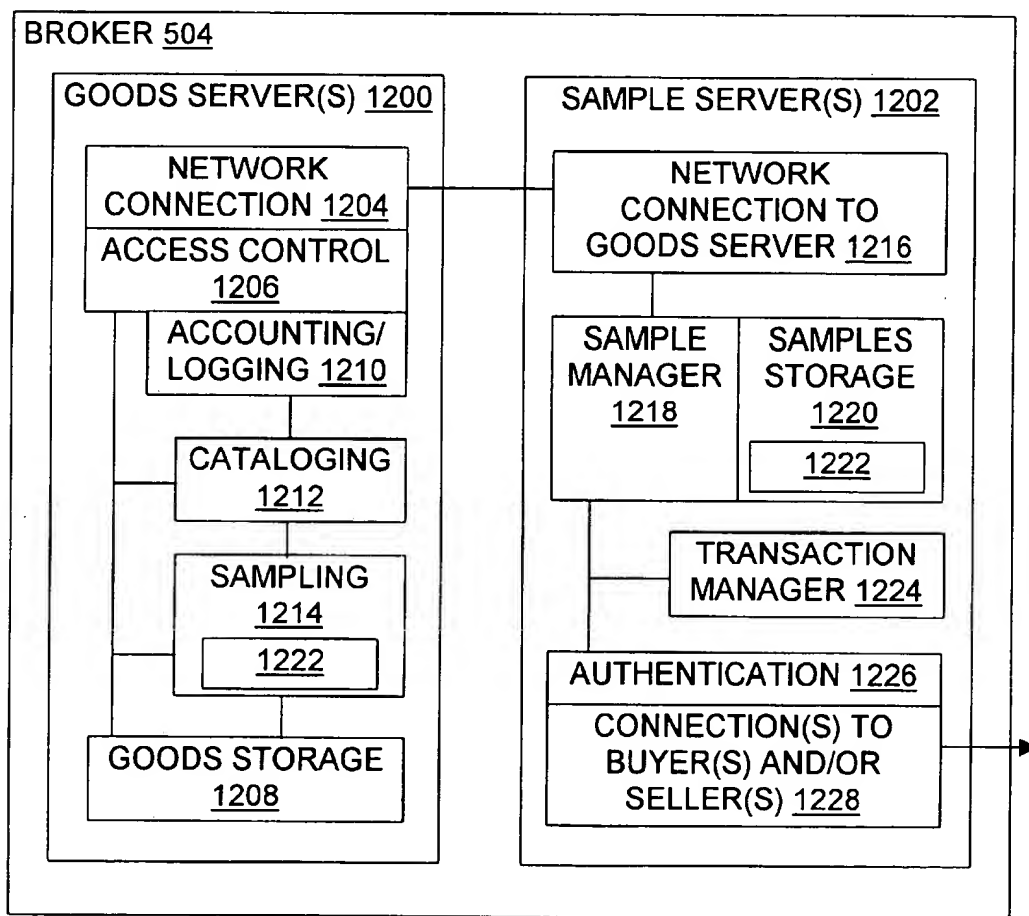 BROKER 504
GOODS SERVER(S) 1200
NETWORK
CONNECTION 1204
ACCESS CONTROL
1206
ACCOUNTING/
LOGGING 1210
CATALOGING
1212
SAMPLING
1214
1222
GOODS STORAGE
1208
SAMPLE SERVER(S) 1202
NETWORK
CONNECTION TO
GOODS SERVER 1216
SAMPLE
MANAGER
1218
SAMPLES
STORAGE
1220
1222
TRANSACTION
MANAGER 1224
AUTHENTICATION 1226
CONNECTION(S) TO
BUYER(S) AND/OR
SELLER(S) 1228